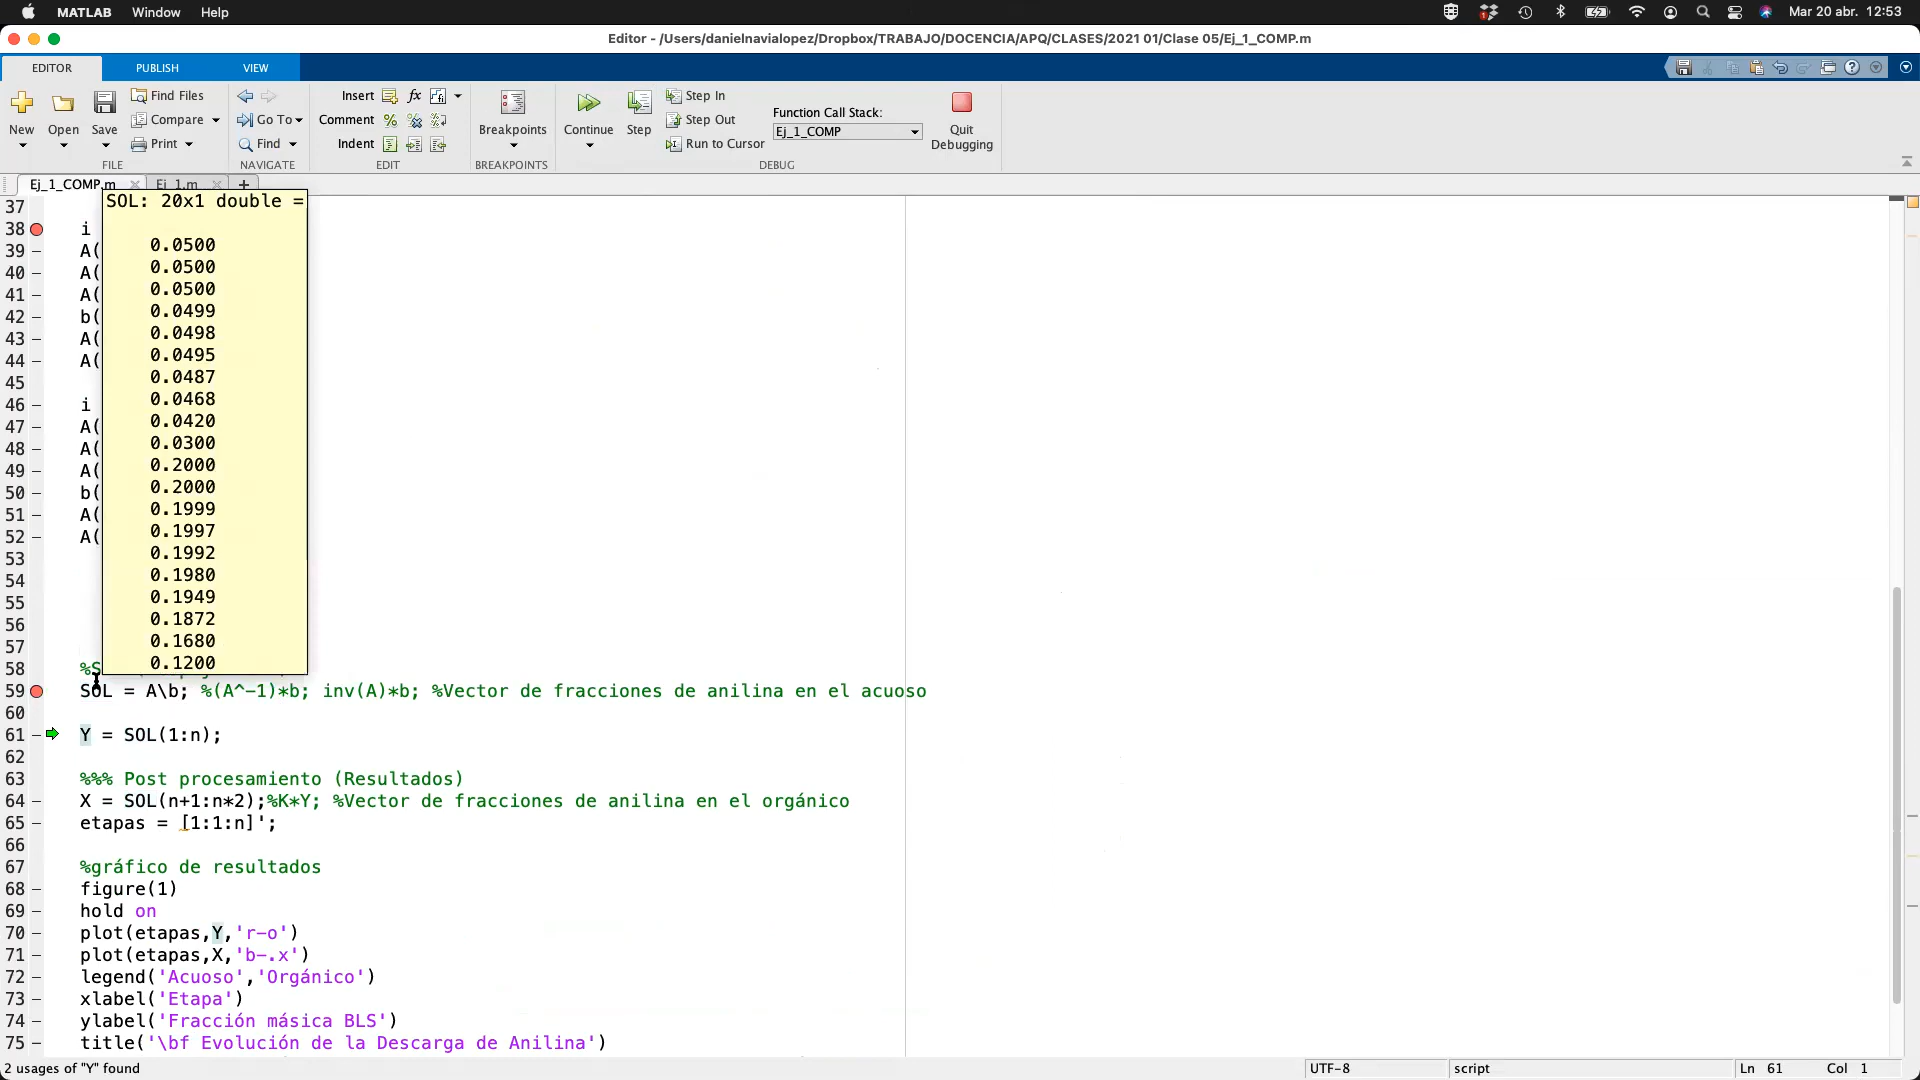 MATLAB Window Help Mar 20 abr. 12:53
Editor - /Users/danielnavialopez/Dropbox/TRABAJO/DOCENCIA/APQ/CLASES/2021 01/Clase 05/Ej_1_COMP.m
EDITOR PUBLISH VIEW
Find Files Insert fx Step In
Function Call Stack:
Compare Go To Comment Step Out
New Open Save Breakpoints Continue Step Ej_1_COMP Quit Debugging
Print Find Indent Run to Cursor
FILE NAVIGATE EDIT BREAKPOINTS DEBUG
Ej_1_COMP.m Ej_1.m +
SOL: 20x1 double =
37
38 i
0.0500
39 A(
0.0500
40 A(
0.0500
41 A(
0.0499
42 b(
0.0498
43 A(
0.0495
44 A(
0.0487
45
0.0468
46 i
0.0420
47 A(
0.0300
48 A(
0.2000
49 A(
0.2000
50 b(
0.1999
51 A(
0.1997
52 A(
0.1992
53
0.1980
54
0.1949
55
0.1872
56
0.1680
57
0.1200
58 %S
59 SOL = A\b; %(A^-1)*b; inv(A)*b; %Vector de fracciones de anilina en el acuoso
60
61 Y = SOL(1:n);
62
63 %%% Post procesamiento (Resultados)
64 X = SOL(n+1:n*2);%K*Y; %Vector de fracciones de anilina en el orgánico
65 etapas = [1:1:n]';
66
67 %gráfico de resultados
68 figure(1)
69 hold on
70 plot(etapas,Y,'r-o')
71 plot(etapas,X,'b-.x')
72 legend('Acuoso','Orgánico')
73 xlabel('Etapa')
74 ylabel('Fracción másica BLS')
75 title('\bf Evolución de la Descarga de Anilina')
2 usages of "Y" found UTF-8 script Ln 61 Col 1